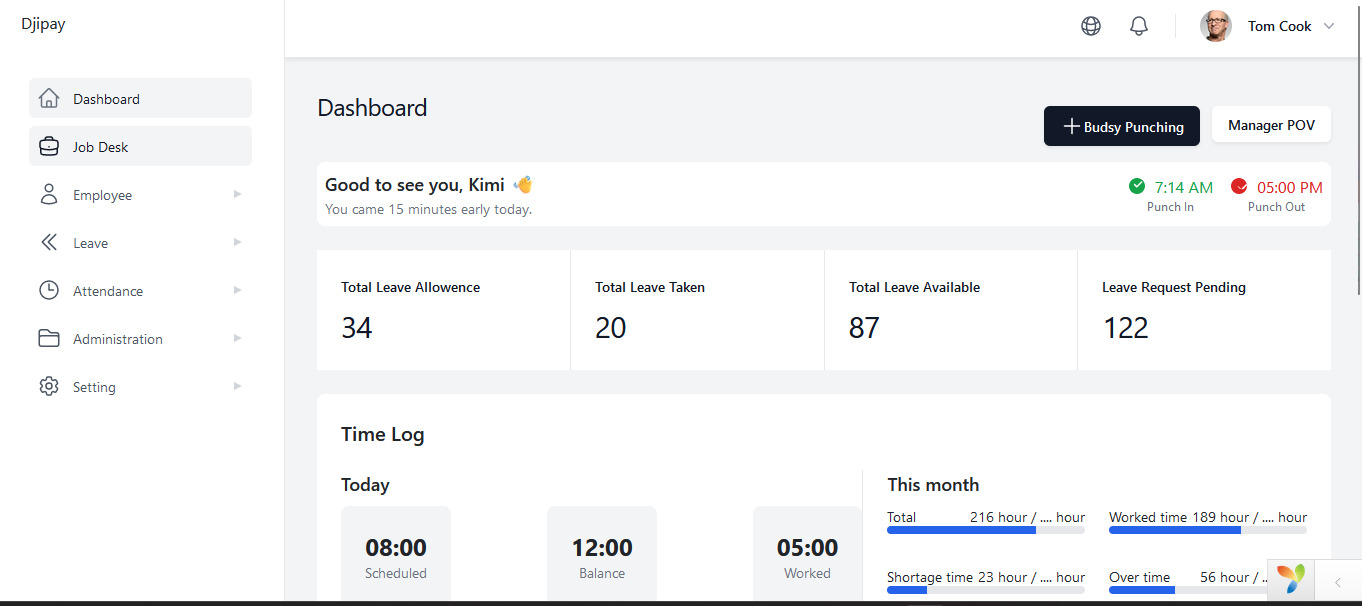 Djipay
Tom Cook
Dashboard
Job Desk
Employee
Leave
Attendance
Administration
Setting
Dashboard
Budsy Punching
Manager POV
Good to see you, Kimi
You came 15 minutes early today.
7:14 AM
Punch In
05:00 PM
Punch Out
Total Leave Allowence
34
Total Leave Taken
20
Total Leave Available
87
Leave Request Pending
122
Time Log
Today
08:00
Scheduled
12:00
Balance
05:00
Worked
This month
Total 216 hour / .... hour
Worked time 189 hour / .... hour
Shortage time 23 hour / .... hour
Over time 56 hour / ..